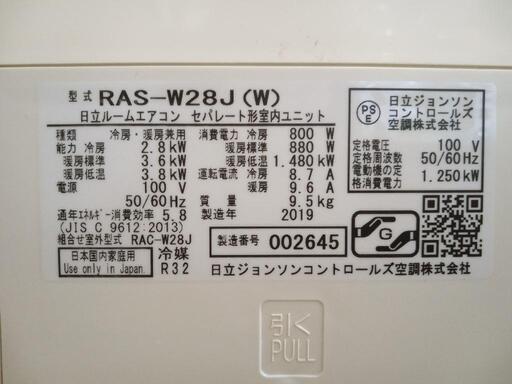 型式 RAS-W28J(W)
日立ルームエアコン セパレート形室内ユニット
種類 冷房・暖房兼用
能力 冷房 2.8kW
暖房標準 3.6kW
暖房低温 3.8kW
電源 100 V
50/60Hz
通年エネルギー消費効率 5.8
(JIS C 9612:2013)
組合せ室外型式 RAC-W28J
消費電力 冷房 800 W
暖房標準 880 W
暖房低温 1.480kW
運転電流 冷房 8.7 A
暖房 9.6 A
質量 9.5kg
製造年 2019
製造番号 002645
日本国内家庭用
Use only in Japan.
冷媒
R32
PS
E
日立ジョンソン
コントロールズ
空調株式会社
定格電圧 100 V
定格周波数 50/60Hz
電動機の定
格消費電力 1.250kW
G
日立ジョンソンコントロールズ空調株式会社
引く
PULL